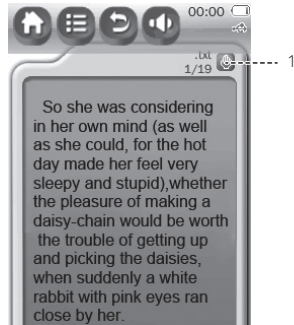 00:00
.txt
1/19
1
So she was considering
in her own mind (as well
as she could, for the hot
day made her feel very
sleepy and stupid),whether
the pleasure of making a
daisy-chain would be worth
the trouble of getting up
and picking the daisies,
when suddenly a white
rabbit with pink eyes ran
close by her.